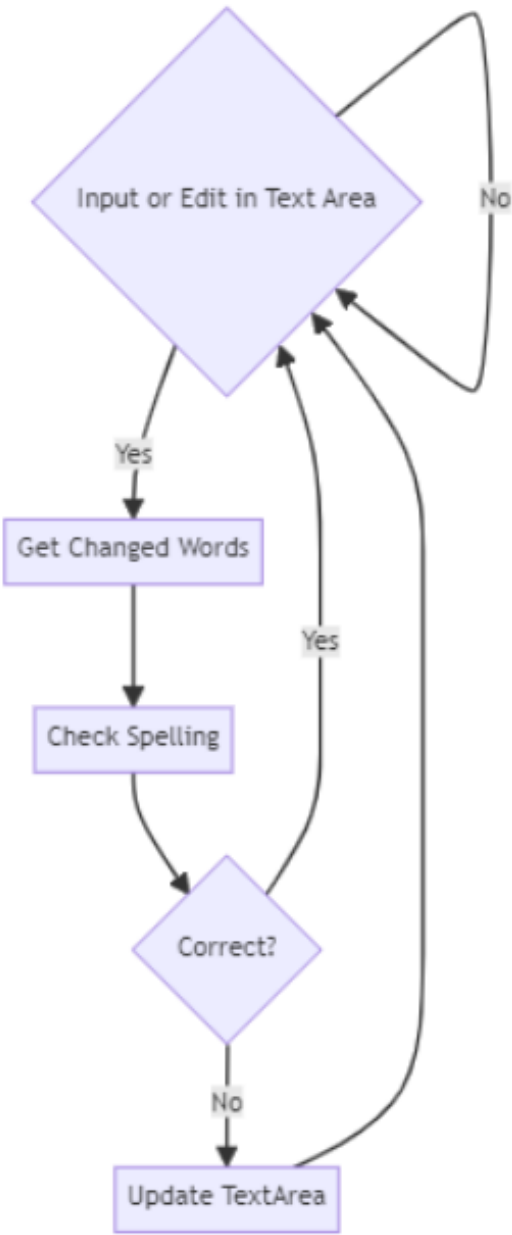 Input or Edit in Text Area
No
Yes
Get Changed Words
Yes
Check Spelling
Correct?
No
Update TextArea